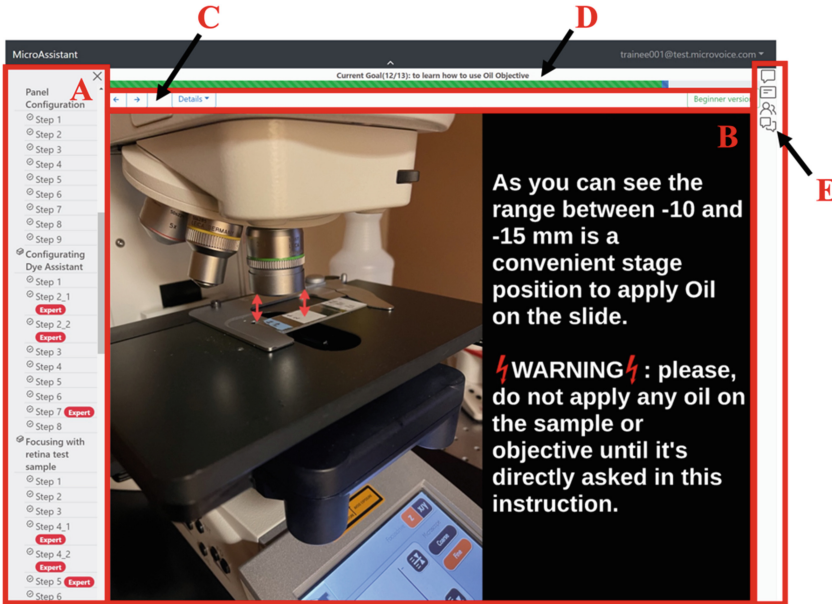 C
D
MicroAssistant
trainee001@test.microvoice.com
Current Goal(12/13): to learn how to use Oil Objective
A
Panel
Configuration
Step 1
Step 2
Step 3
Step 4
Step 5
Step 6
Step 7
Step 8
Step 9
Configurating
Dye Assistant
Step 1
Step 2_1
Expert
Step 2_2
Expert
Step 3
Step 4
Step 5
Step 6
Step 7 Expert
Step 8
Focusing with
retina test
sample
Step 1
Step 2
Step 3
Step 4_1
Expert
Step 4_2
Expert
Step 5 Expert
Step 6
Details
Beginner version
B
As you can see the
range between -10 and
-15 mm is a
convenient stage
position to apply Oil
on the slide.
WARNING : please,
do not apply any oil on
the sample or
objective until it's
directly asked in this
instruction.
5x
Z
X/Y
Coarse
Fine
E